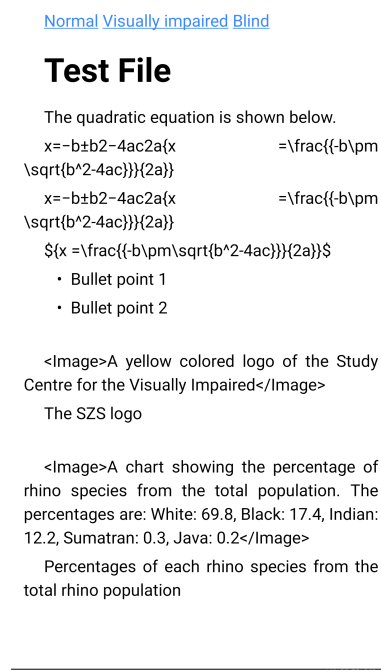 Normal Visually impaired Blind
Test File
The quadratic equation is shown below.
x=−b±b2−4ac2a{x =\frac{{-b\pm
\sqrt{b^2-4ac}}}{2a}}
x=−b±b2−4ac2a{x =\frac{{-b\pm
\sqrt{b^2-4ac}}}{2a}}
${x =\frac{{-b\pm\sqrt{b^2-4ac}}}{2a}}$
• Bullet point 1
• Bullet point 2
<Image>A yellow colored logo of the Study
Centre for the Visually Impaired</Image>
The SZS logo
<Image>A chart showing the percentage of
rhino species from the total population. The
percentages are: White: 69.8, Black: 17.4, Indian:
12.2, Sumatran: 0.3, Java: 0.2</Image>
Percentages of each rhino species from the
total rhino population